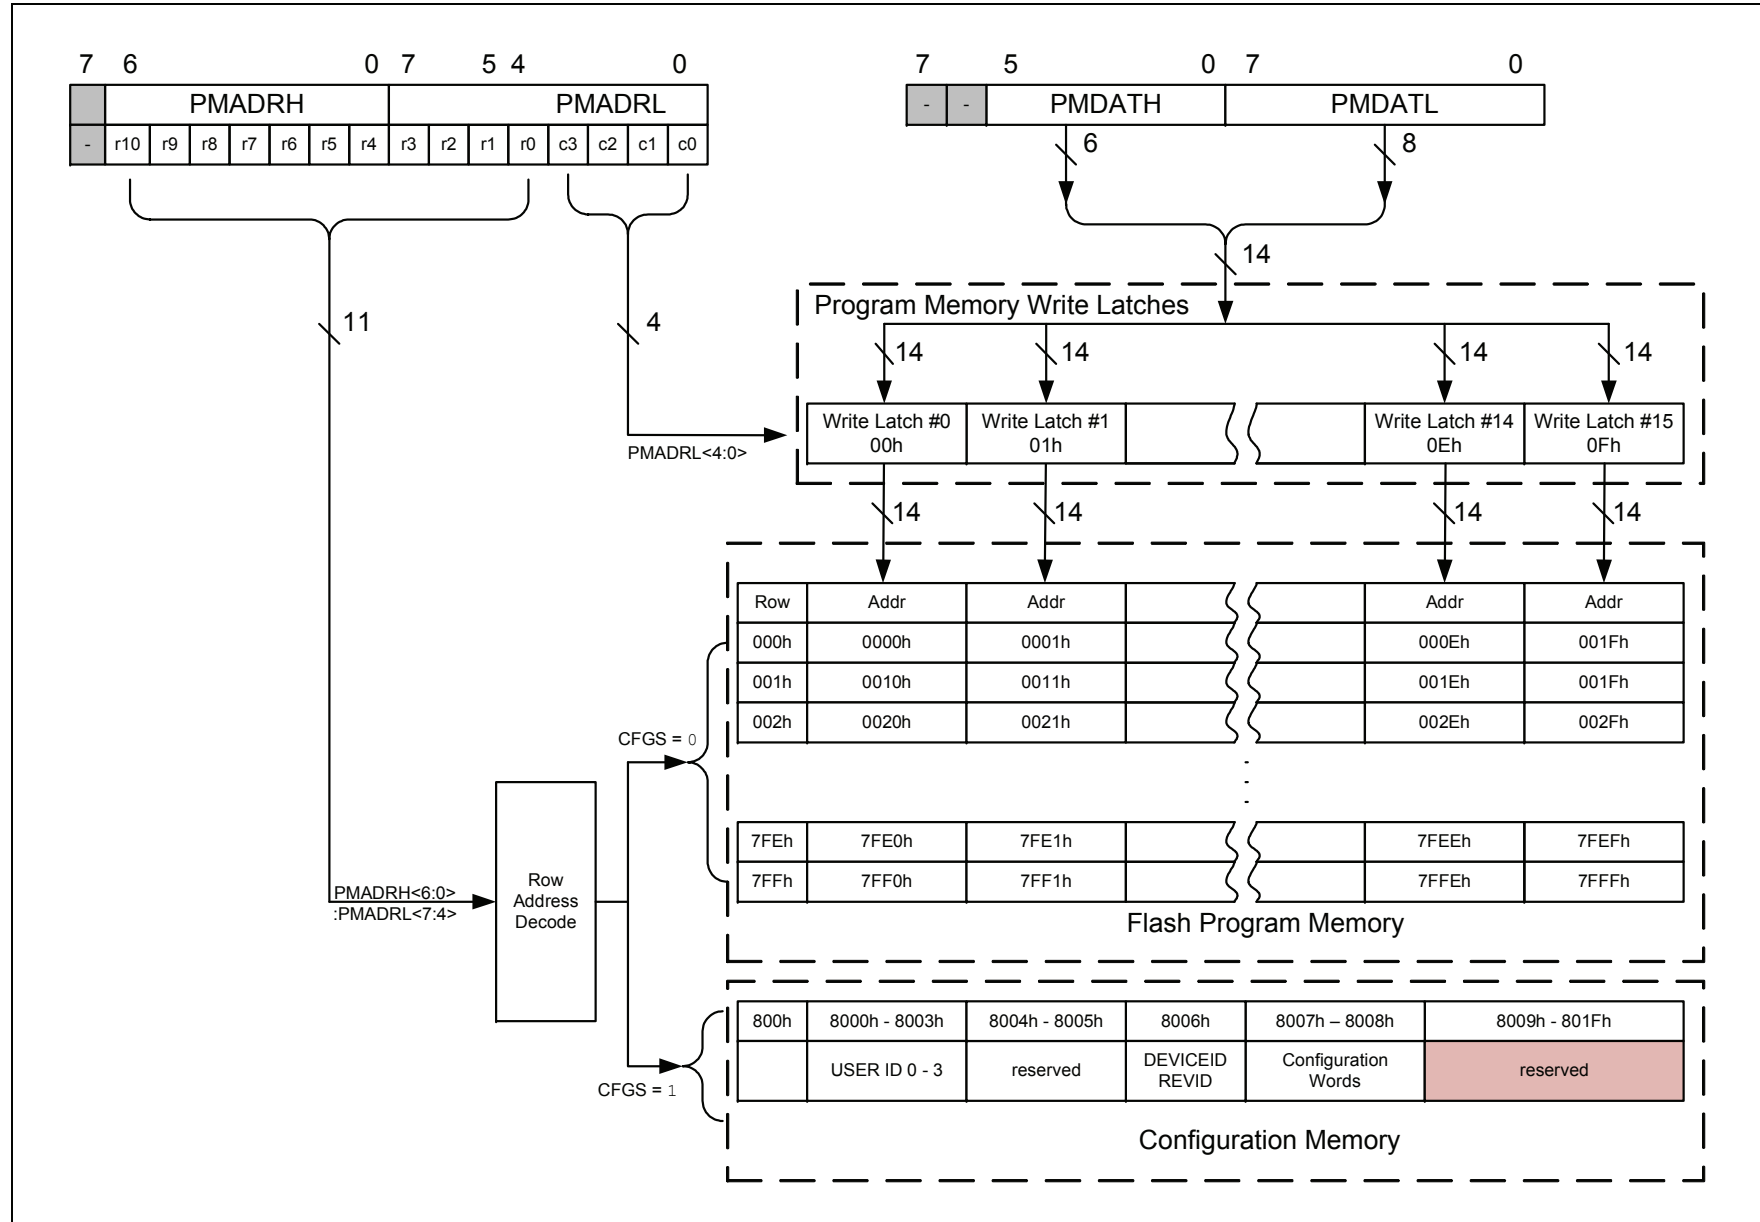 7 6 0 7 5 4 0
PMADRH PMADRL
- r10 r9 r8 r7 r6 r5 r4 r3 r2 r1 r0 c3 c2 c1 c0
7 5 0 7 0
- - PMDATH PMDATL
6 8
14
11 4
Program Memory Write Latches
14 14 14 14
Write Latch #0 Write Latch #1 Write Latch #14 Write Latch #15
00h 01h 0Eh 0Fh
PMADRL<4:0>
14 14 14 14
Row Addr Addr Addr Addr
000h 0000h 0001h 000Eh 001Fh
001h 0010h 0011h 001Eh 001Fh
002h 0020h 0021h 002Eh 002Fh
CFGS = 0
7FEh 7FE0h 7FE1h 7FEEh 7FEFh
7FFh 7FF0h 7FF1h 7FFEh 7FFFh
Flash Program Memory
PMADRH<6:0>
:PMADRL<7:4>
Row
Address
Decode
800h 8000h - 8003h 8004h - 8005h 8006h 8007h – 8008h 8009h - 801Fh
USER ID 0 - 3 reserved DEVICEID Configuration reserved
REVID Words
CFGS = 1
Configuration Memory